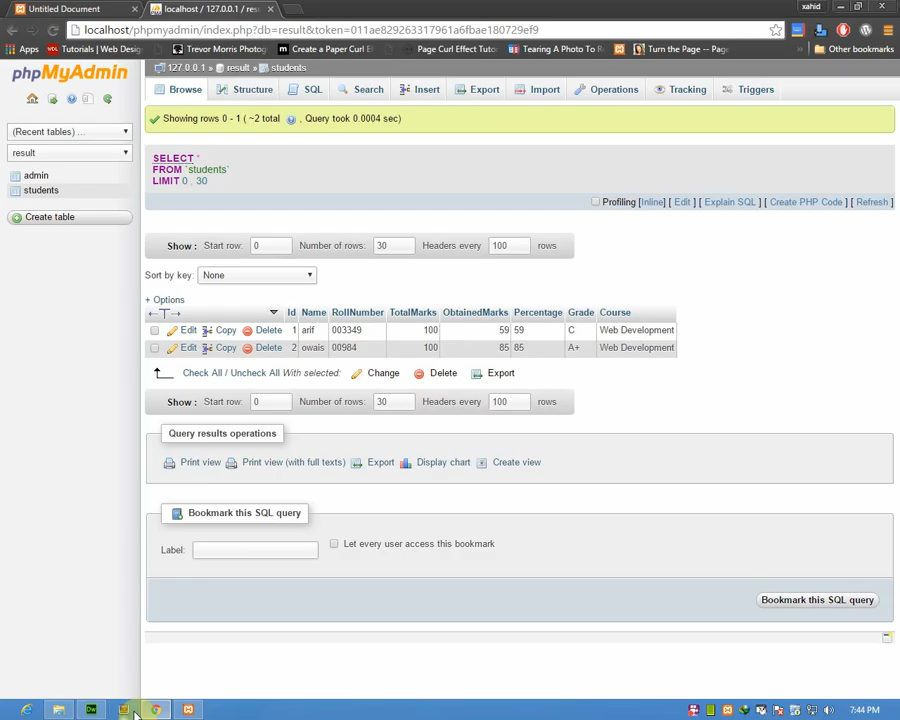 Untitled Document
localhost / 127.0.0.1 / resu
xahid
localhost/phpmyadmin/index.php?db=result&token=011ae829263317961a6fbae180729ef9
Apps
Tutorials | Web Desig
Trevor Morris Photog
Create a Paper Curl Ef
Page Curl Effect Tutor
Tearing A Photo To R
Turn the Page -- Page
Other bookmarks
phpMyAdmin
127.0.0.1 » result » students
Browse Structure SQL Search Insert Export Import Operations Tracking Triggers
Showing rows 0 - 1 ( ~2 total , Query took 0.0004 sec)
(Recent tables) ...
result
admin
students
Create table
SELECT *
FROM `students`
LIMIT 0 , 30
Profiling [Inline] [ Edit ] [ Explain SQL ] [ Create PHP Code ] [ Refresh ]
Show : Start row: 0 Number of rows: 30 Headers every 100 rows
Sort by key: None
+ Options
Id Name RollNumber TotalMarks ObtainedMarks Percentage Grade Course
Edit Copy Delete 1 arif 003349 100 59 59 C Web Development
Edit Copy Delete 2 owais 00984 100 85 85 A+ Web Development
Check All / Uncheck All With selected: Change Delete Export
Show : Start row: 0 Number of rows: 30 Headers every 100 rows
Query results operations
Print view Print view (with full texts) Export Display chart Create view
Bookmark this SQL query
Label: Let every user access this bookmark
Bookmark this SQL query
Dw
7:44 PM